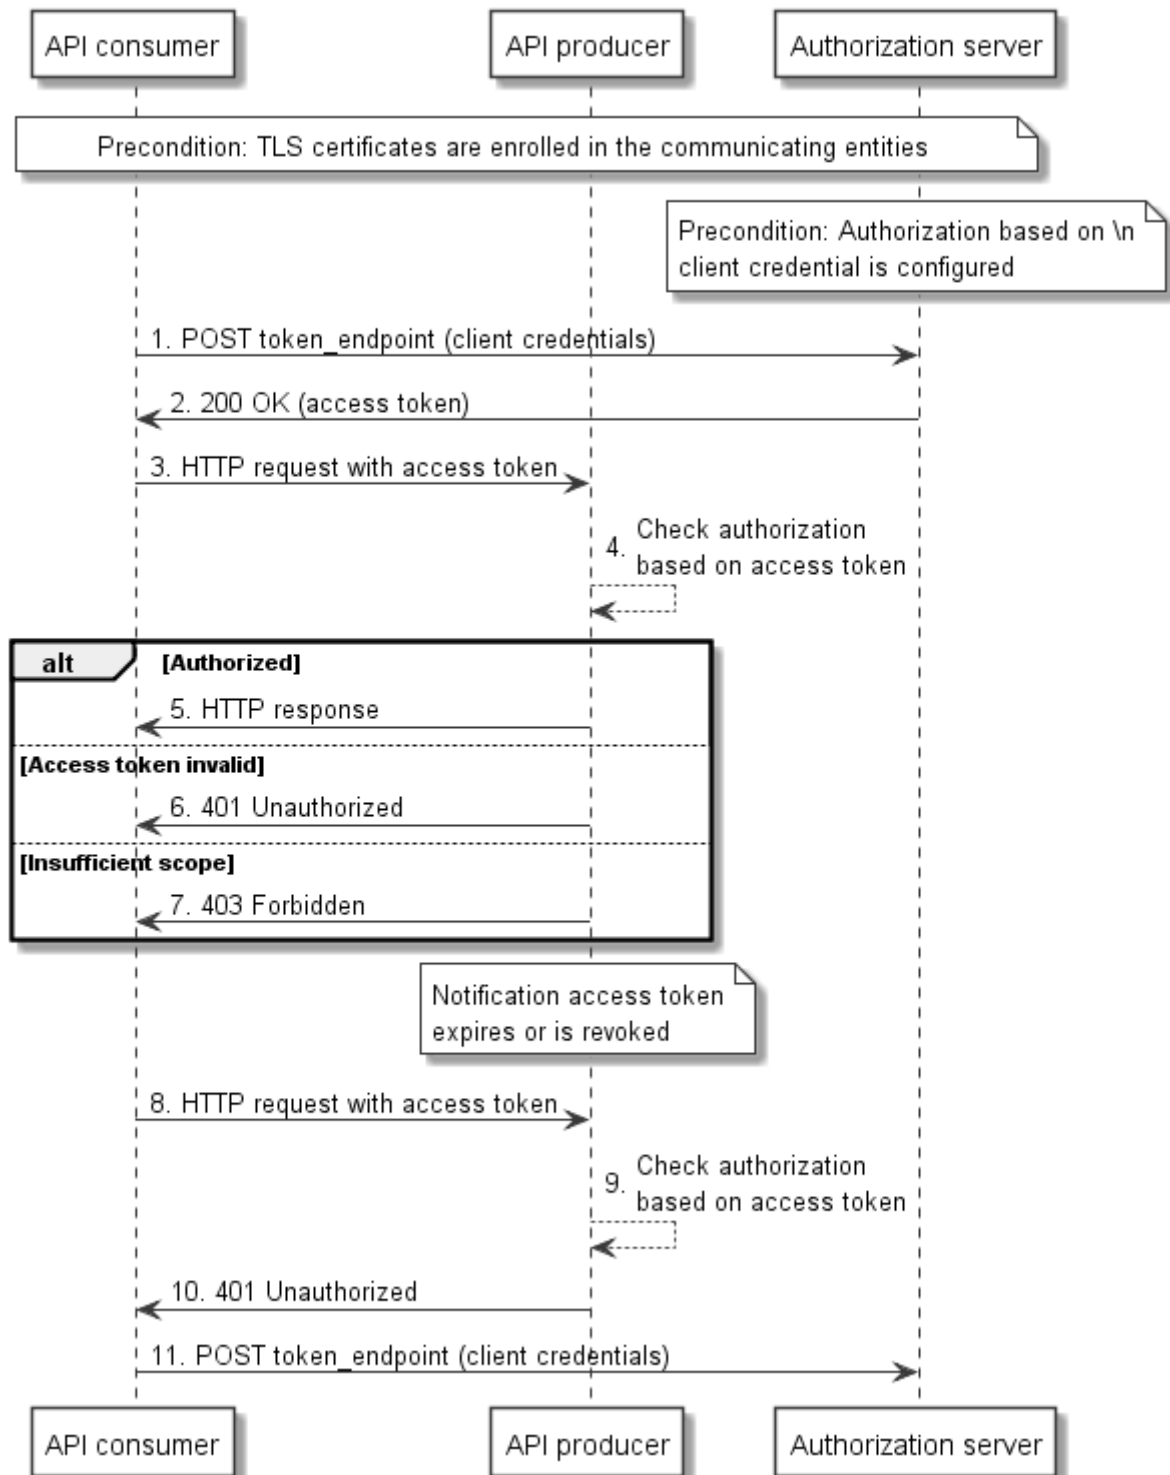 API consumer
API producer
Authorization server
Precondition: TLS certificates are enrolled in the communicating entities
Precondition: Authorization based on \n
client credential is configured
1. POST token_endpoint (client credentials)
2. 200 OK (access token)
3. HTTP request with access token
4. Check authorization
based on access token
alt [Authorized]
5. HTTP response
[Access token invalid]
6. 401 Unauthorized
[Insufficient scope]
7. 403 Forbidden
Notification access token
expires or is revoked
8. HTTP request with access token
9. Check authorization
based on access token
10. 401 Unauthorized
11. POST token_endpoint (client credentials)
API consumer
API producer
Authorization server